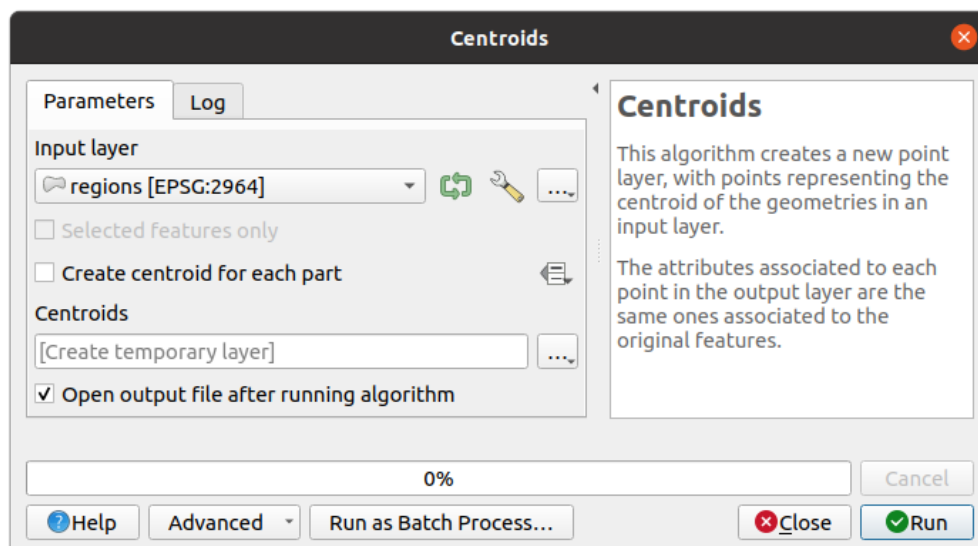 Centroids
Parameters
Log
Input layer
regions [EPSG:2964]
...
Selected features only
Create centroid for each part
Centroids
[Create temporary layer]
...
Open output file after running algorithm
Centroids
This algorithm creates a new point
layer, with points representing the
centroid of the geometries in an
input layer.
The attributes associated to each
point in the output layer are the
same ones associated to the
original features.
0%
Cancel
Help
Advanced
Run as Batch Process...
Close
Run